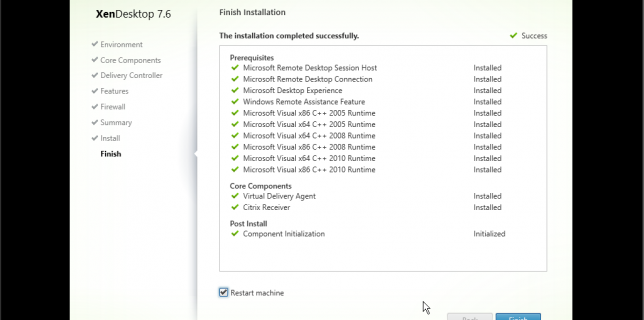 XenDesktop 7.6
Environment
Core Components
Delivery Controller
Features
Firewall
Summary
Install
Finish
Finish Installation
The installation completed successfully.
Success
Prerequisites
Microsoft Remote Desktop Session Host Installed
Microsoft Remote Desktop Connection Installed
Microsoft Desktop Experience Installed
Windows Remote Assistance Feature Installed
Microsoft Visual x86 C++ 2005 Runtime Installed
Microsoft Visual x64 C++ 2005 Runtime Installed
Microsoft Visual x64 C++ 2008 Runtime Installed
Microsoft Visual x86 C++ 2008 Runtime Installed
Microsoft Visual x64 C++ 2010 Runtime Installed
Microsoft Visual x86 C++ 2010 Runtime Installed
Core Components
Virtual Delivery Agent Installed
Citrix Receiver Installed
Post Install
Component Initialization Initialized
Restart machine
Back Finish